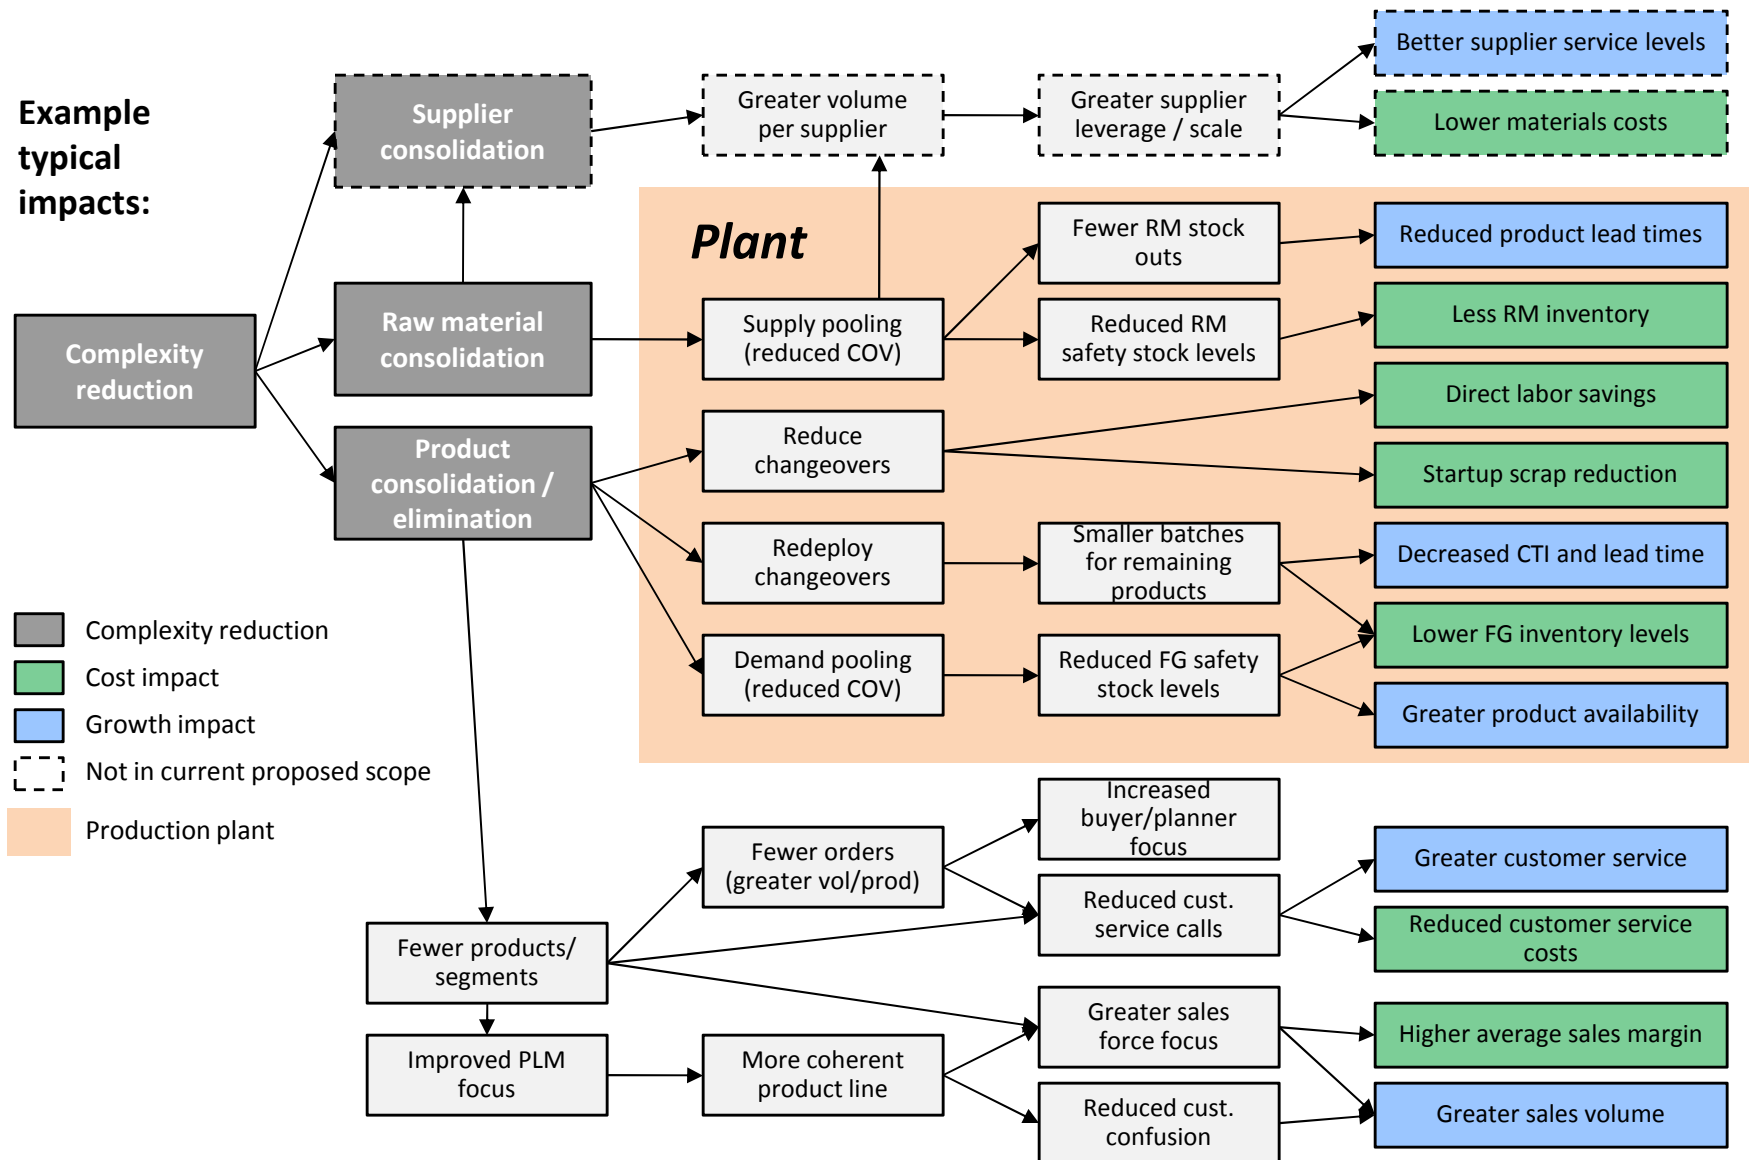 Example
typical
impacts:
Complexity
reduction
Supplier
consolidation
Raw material
consolidation
Product
consolidation /
elimination
Greater volume
per supplier
Greater supplier
leverage / scale
Better supplier service levels
Lower materials costs
Plant
Supply pooling
(reduced COV)
Fewer RM stock
outs
Reduced RM
safety stock levels
Reduced product lead times
Less RM inventory
Reduce
changeovers
Direct labor savings
Startup scrap reduction
Redeploy
changeovers
Smaller batches
for remaining
products
Decreased CTI and lead time
Lower FG inventory levels
Demand pooling
(reduced COV)
Reduced FG safety
stock levels
Greater product availability
Complexity reduction
Cost impact
Growth impact
Not in current proposed scope
Production plant
Fewer products/
segments
Improved PLM
focus
Fewer orders
(greater vol/prod)
More coherent
product line
Increased
buyer/planner
focus
Reduced cust.
service calls
Greater sales
force focus
Reduced cust.
confusion
Greater customer service
Reduced customer service
costs
Higher average sales margin
Greater sales volume